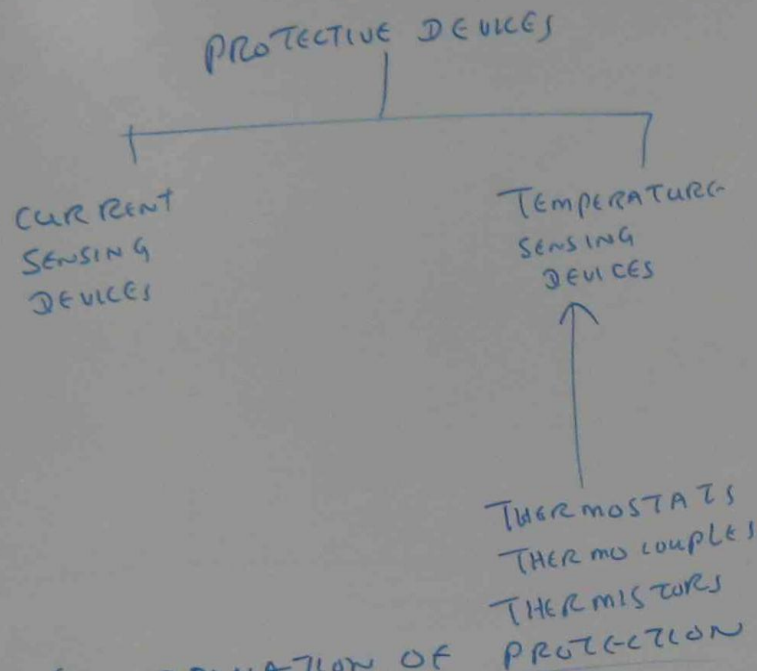 PROTECTIVE DEVICES
CURRENT
SENSING
DEVICES
TEMPERATURE
SENSING
DEVICES
THERMOSTATS
THERMOCOUPLES
THERMISTORS
OF PROTECTION